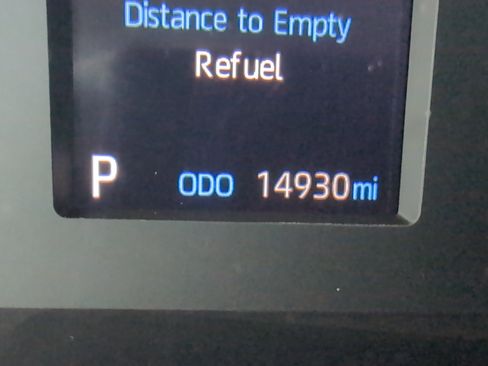 Distance to Empty
Refuel
P ODO 14930mi